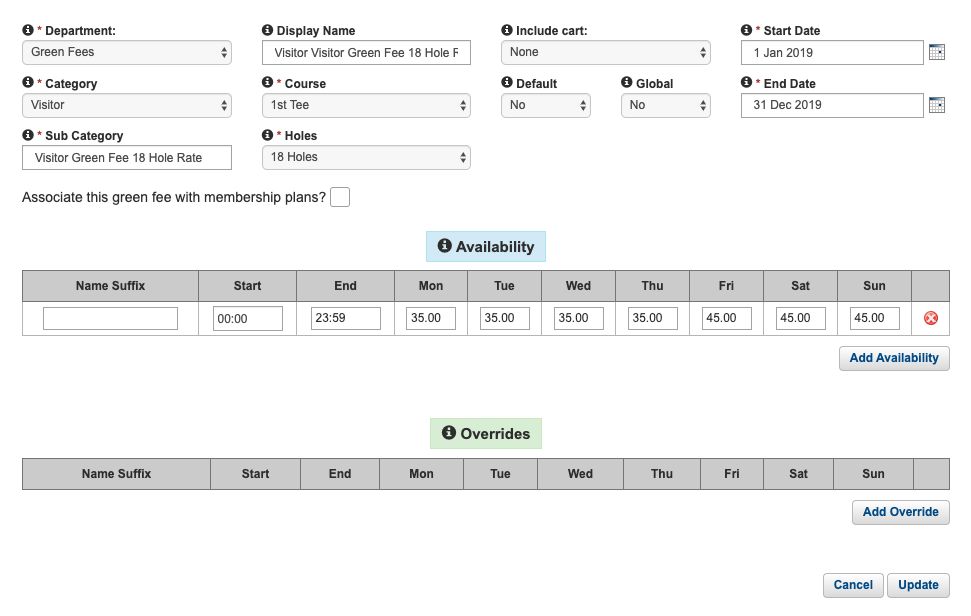 * Department: Display Name Include cart: * Start Date
Green Fees Visitor Visitor Green Fee 18 Hole F None 1 Jan 2019
* Category * Course Default Global * End Date
Visitor 1st Tee No No 31 Dec 2019
* Sub Category * Holes
Visitor Green Fee 18 Hole Rate 18 Holes
Associate this green fee with membership plans?
Availability
Name Suffix Start End Mon Tue Wed Thu Fri Sat Sun
00:00 23:59 35.00 35.00 35.00 35.00 45.00 45.00 45.00
Add Availability
Overrides
Name Suffix Start End Mon Tue Wed Thu Fri Sat Sun
Add Override
Cancel Update